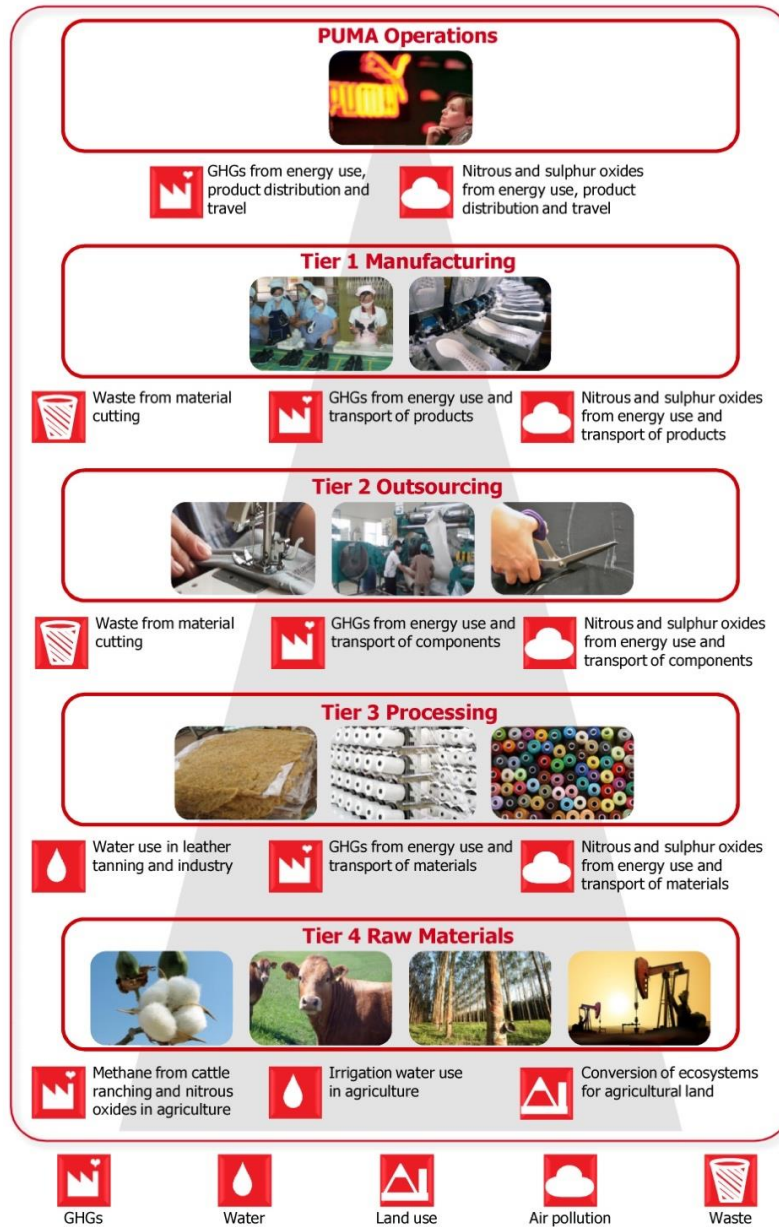 PUMA Operations
GHGs from energy use,
product distribution and
travel
Nitrous and sulphur oxides
from energy use, product
distribution and travel
Tier 1 Manufacturing
Waste from material
cutting
GHGs from energy use and
transport of products
Nitrous and sulphur oxides
from energy use and
transport of products
Tier 2 Outsourcing
Waste from material
cutting
GHGs from energy use and
transport of components
Nitrous and sulphur oxides
from energy use and
transport of components
Tier 3 Processing
Water use in leather
tanning and industry
GHGs from energy use and
transport of materials
Nitrous and sulphur oxides
from energy use and
transport of materials
Tier 4 Raw Materials
Methane from cattle
ranching and nitrous
oxides in agriculture
Irrigation water use
in agriculture
Conversion of ecosystems
for agricultural land
GHGs
Water
Land use
Air pollution
Waste